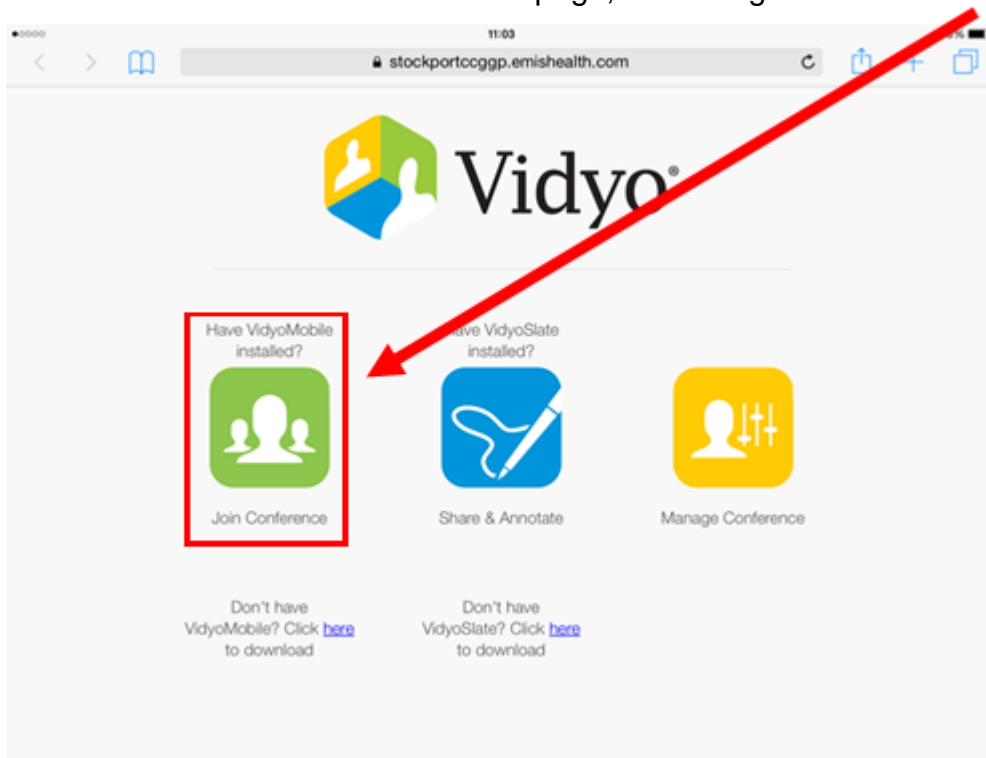 11:03
stockportccggp.emishealth.com
Vidyo®
Have VidyoMobile
installed?
VidyoSlate
installed?
Join Conference
Share & Annotate
Manage Conference
Don't have
VidyoMobile? Click here
to download
Don't have
VidyoSlate? Click here
to download